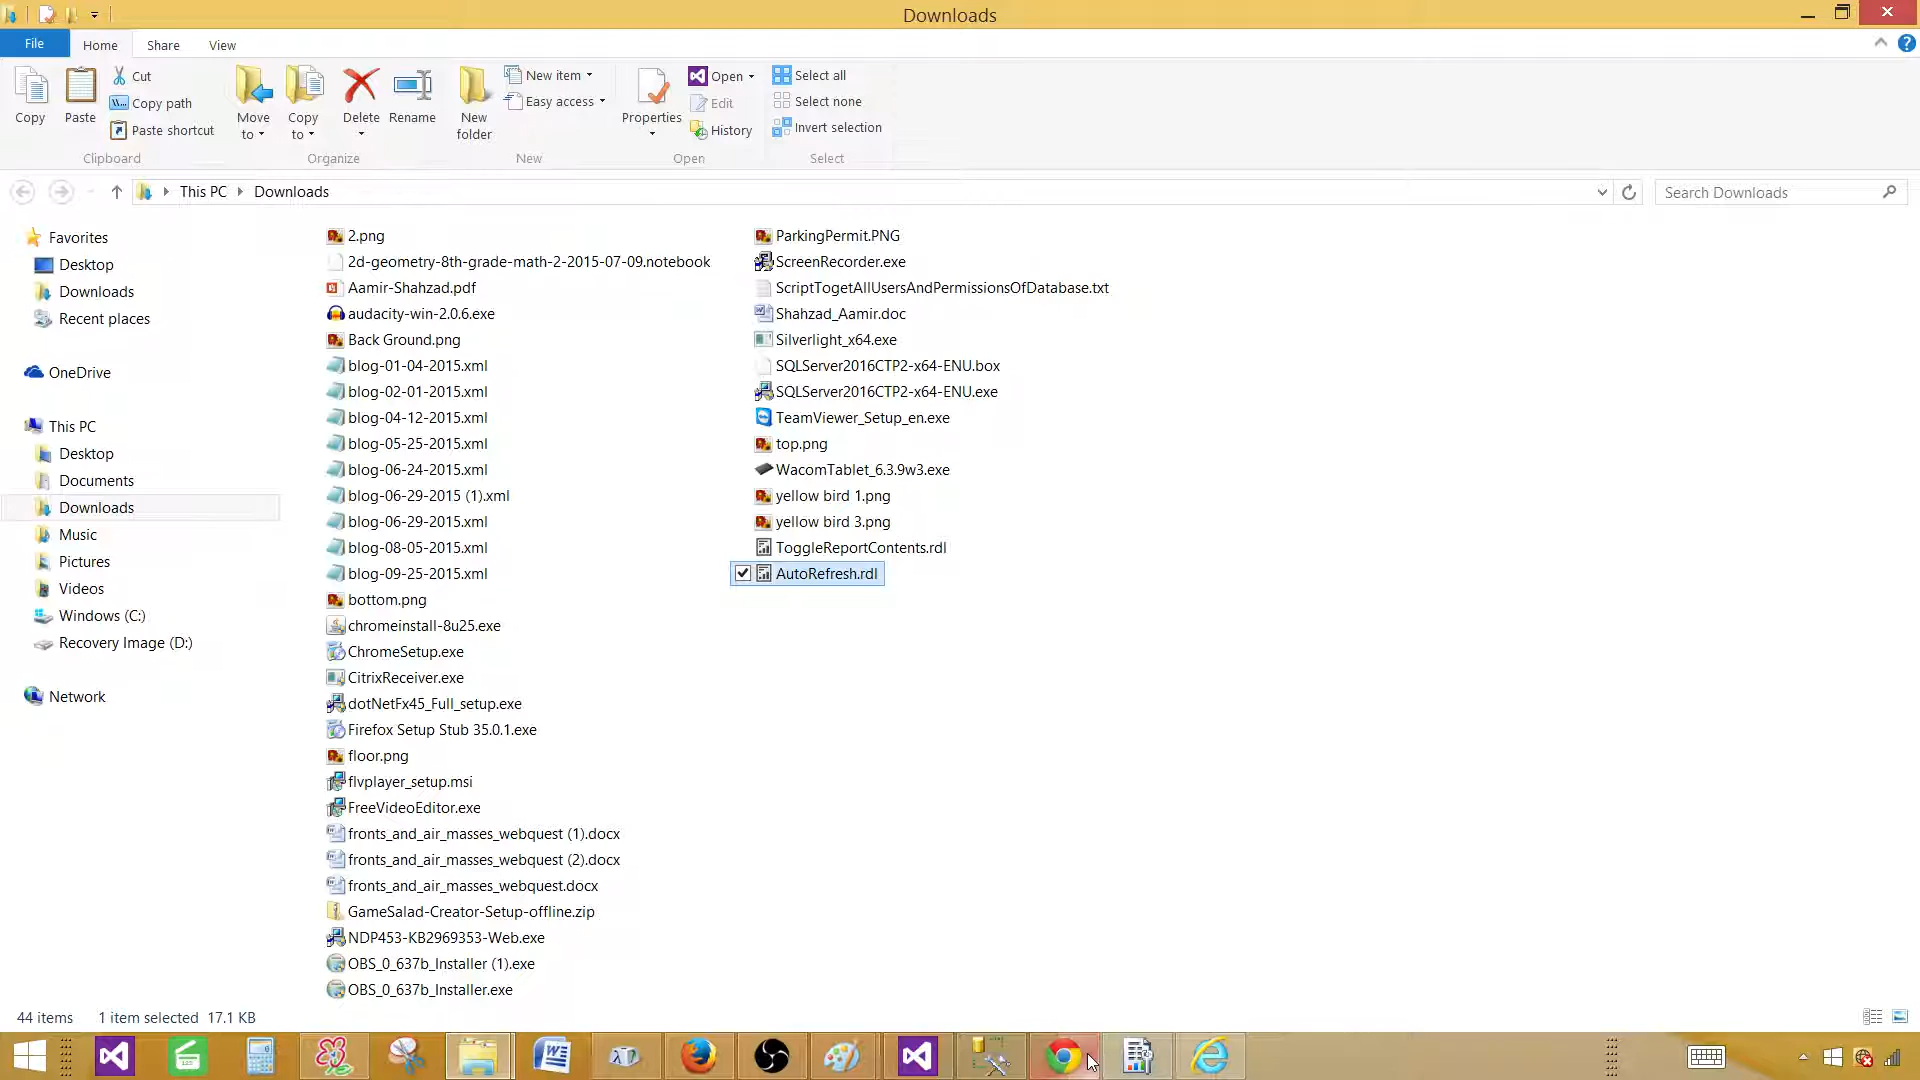 Downloads
File
Home
Share
View
Copy
Paste
Cut
Copy path
Paste shortcut
Clipboard
Move to
Copy to
Delete
Rename
Organize
New folder
New item
Easy access
New
Properties
Open
Edit
History
Open
Select all
Select none
Invert selection
Select
This PC
Downloads
Search Downloads
Favorites
Desktop
Downloads
Recent places
OneDrive
This PC
Desktop
Documents
Downloads
Music
Pictures
Videos
Windows (C:)
Recovery Image (D:)
Network
2.png
2d-geometry-8th-grade-math-2-2015-07-09.notebook
Aamir-Shahzad.pdf
audacity-win-2.0.6.exe
Back Ground.png
blog-01-04-2015.xml
blog-02-01-2015.xml
blog-04-12-2015.xml
blog-05-25-2015.xml
blog-06-24-2015.xml
blog-06-29-2015 (1).xml
blog-06-29-2015.xml
blog-08-05-2015.xml
blog-09-25-2015.xml
bottom.png
chromeinstall-8u25.exe
ChromeSetup.exe
CitrixReceiver.exe
dotNetFx45_Full_setup.exe
Firefox Setup Stub 35.0.1.exe
floor.png
flvplayer_setup.msi
FreeVideoEditor.exe
fronts_and_air_masses_webquest (1).docx
fronts_and_air_masses_webquest (2).docx
fronts_and_air_masses_webquest.docx
GameSalad-Creator-Setup-offline.zip
NDP453-KB2969353-Web.exe
OBS_0_637b_Installer (1).exe
OBS_0_637b_Installer.exe
ParkingPermit.PNG
ScreenRecorder.exe
ScriptTogetAllUsersAndPermissionsOfDatabase.txt
Shahzad_Aamir.doc
Silverlight_x64.exe
SQLServer2016CTP2-x64-ENU.box
SQLServer2016CTP2-x64-ENU.exe
TeamViewer_Setup_en.exe
top.png
WacomTablet_6.3.9w3.exe
yellow bird 1.png
yellow bird 3.png
ToggleReportContents.rdl
AutoRefresh.rdl
44 items
1 item selected 17.1 KB